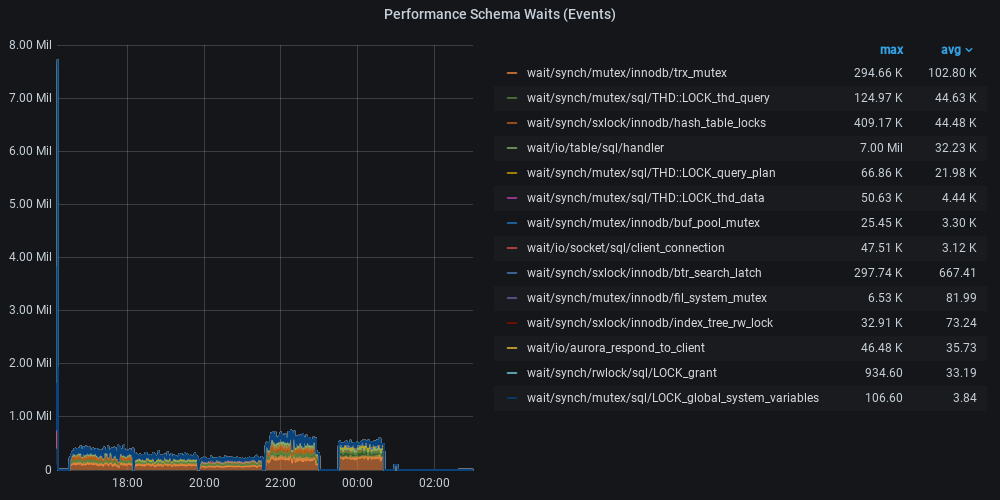 Performance Schema Waits (Events)
8.00 Mil
7.00 Mil
6.00 Mil
5.00 Mil
4.00 Mil
3.00 Mil
2.00 Mil
1.00 Mil
0
18:00 20:00 22:00 00:00 02:00
max avg
wait/synch/mutex/innodb/trx_mutex 294.66 K 102.80 K
wait/synch/mutex/sql/THD::LOCK_thd_query 124.97 K 44.63 K
wait/synch/sxlock/innodb/hash_table_locks 409.17 K 44.48 K
wait/io/table/sql/handler 7.00 Mil 32.23 K
wait/synch/mutex/sql/THD::LOCK_query_plan 66.86 K 21.98 K
wait/synch/mutex/sql/THD::LOCK_thd_data 50.63 K 4.44 K
wait/synch/mutex/innodb/buf_pool_mutex 25.45 K 3.30 K
wait/io/socket/sql/client_connection 47.51 K 3.12 K
wait/synch/sxlock/innodb/btr_search_latch 297.74 K 667.41
wait/synch/mutex/innodb/fil_system_mutex 6.53 K 81.99
wait/synch/sxlock/innodb/index_tree_rw_lock 32.91 K 73.24
wait/io/aurora_respond_to_client 46.48 K 35.73
wait/synch/rwlock/sql/LOCK_grant 934.60 33.19
wait/synch/mutex/sql/LOCK_global_system_variables 106.60 3.84